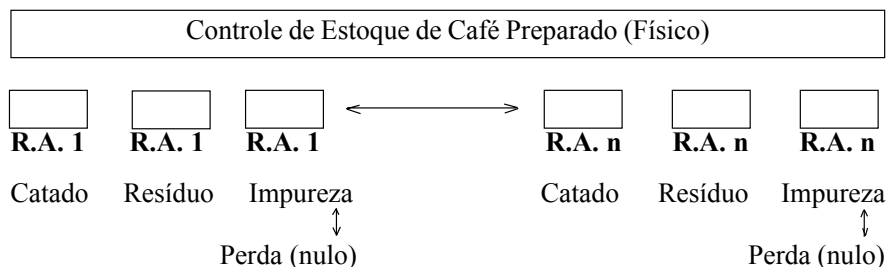 Controle de Estoque de Café Preparado (Físico)
R.A. 1 R.A. 1 R.A. 1 R.A. n R.A. n R.A. n
Catado Resíduo Impureza Catado Resíduo Impureza
Perda (nulo) Perda (nulo)